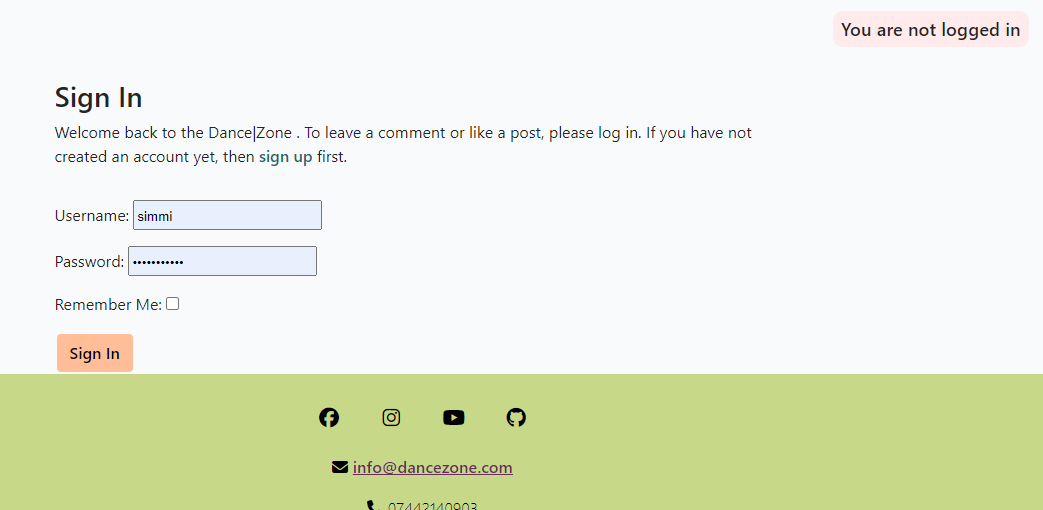 You are not logged in
Sign In
Welcome back to the Dance|Zone . To leave a comment or like a post, please log in. If you have not
created an account yet, then sign up first.
Username: simmi
Password: •••••••••••
Remember Me:
Sign In
info@dancezone.com
07442140903